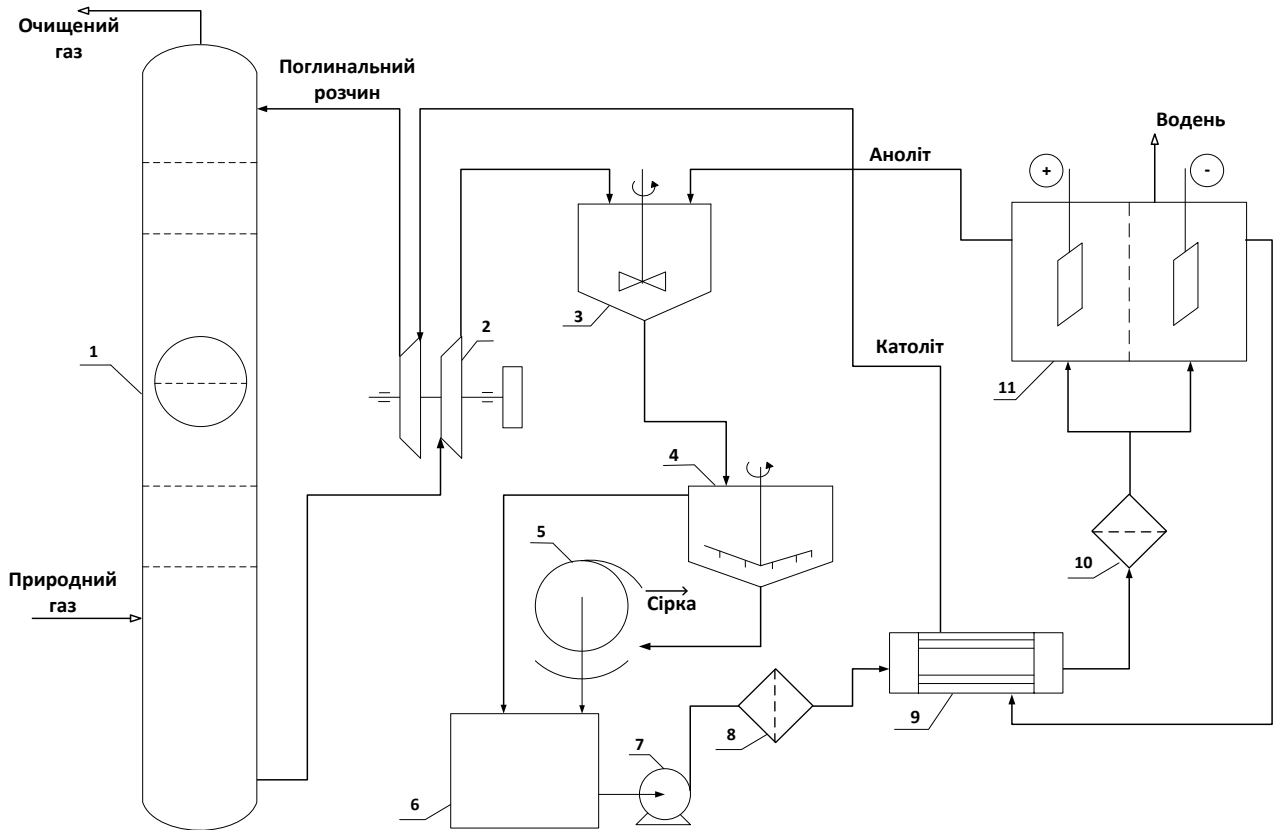 Очищений
газ
Поглинальний
розчин
Водень
Аноліт
+
-
3
2
1
Католіт
11
4
5
10
Природний
газ
Сірка
9
8
7
6